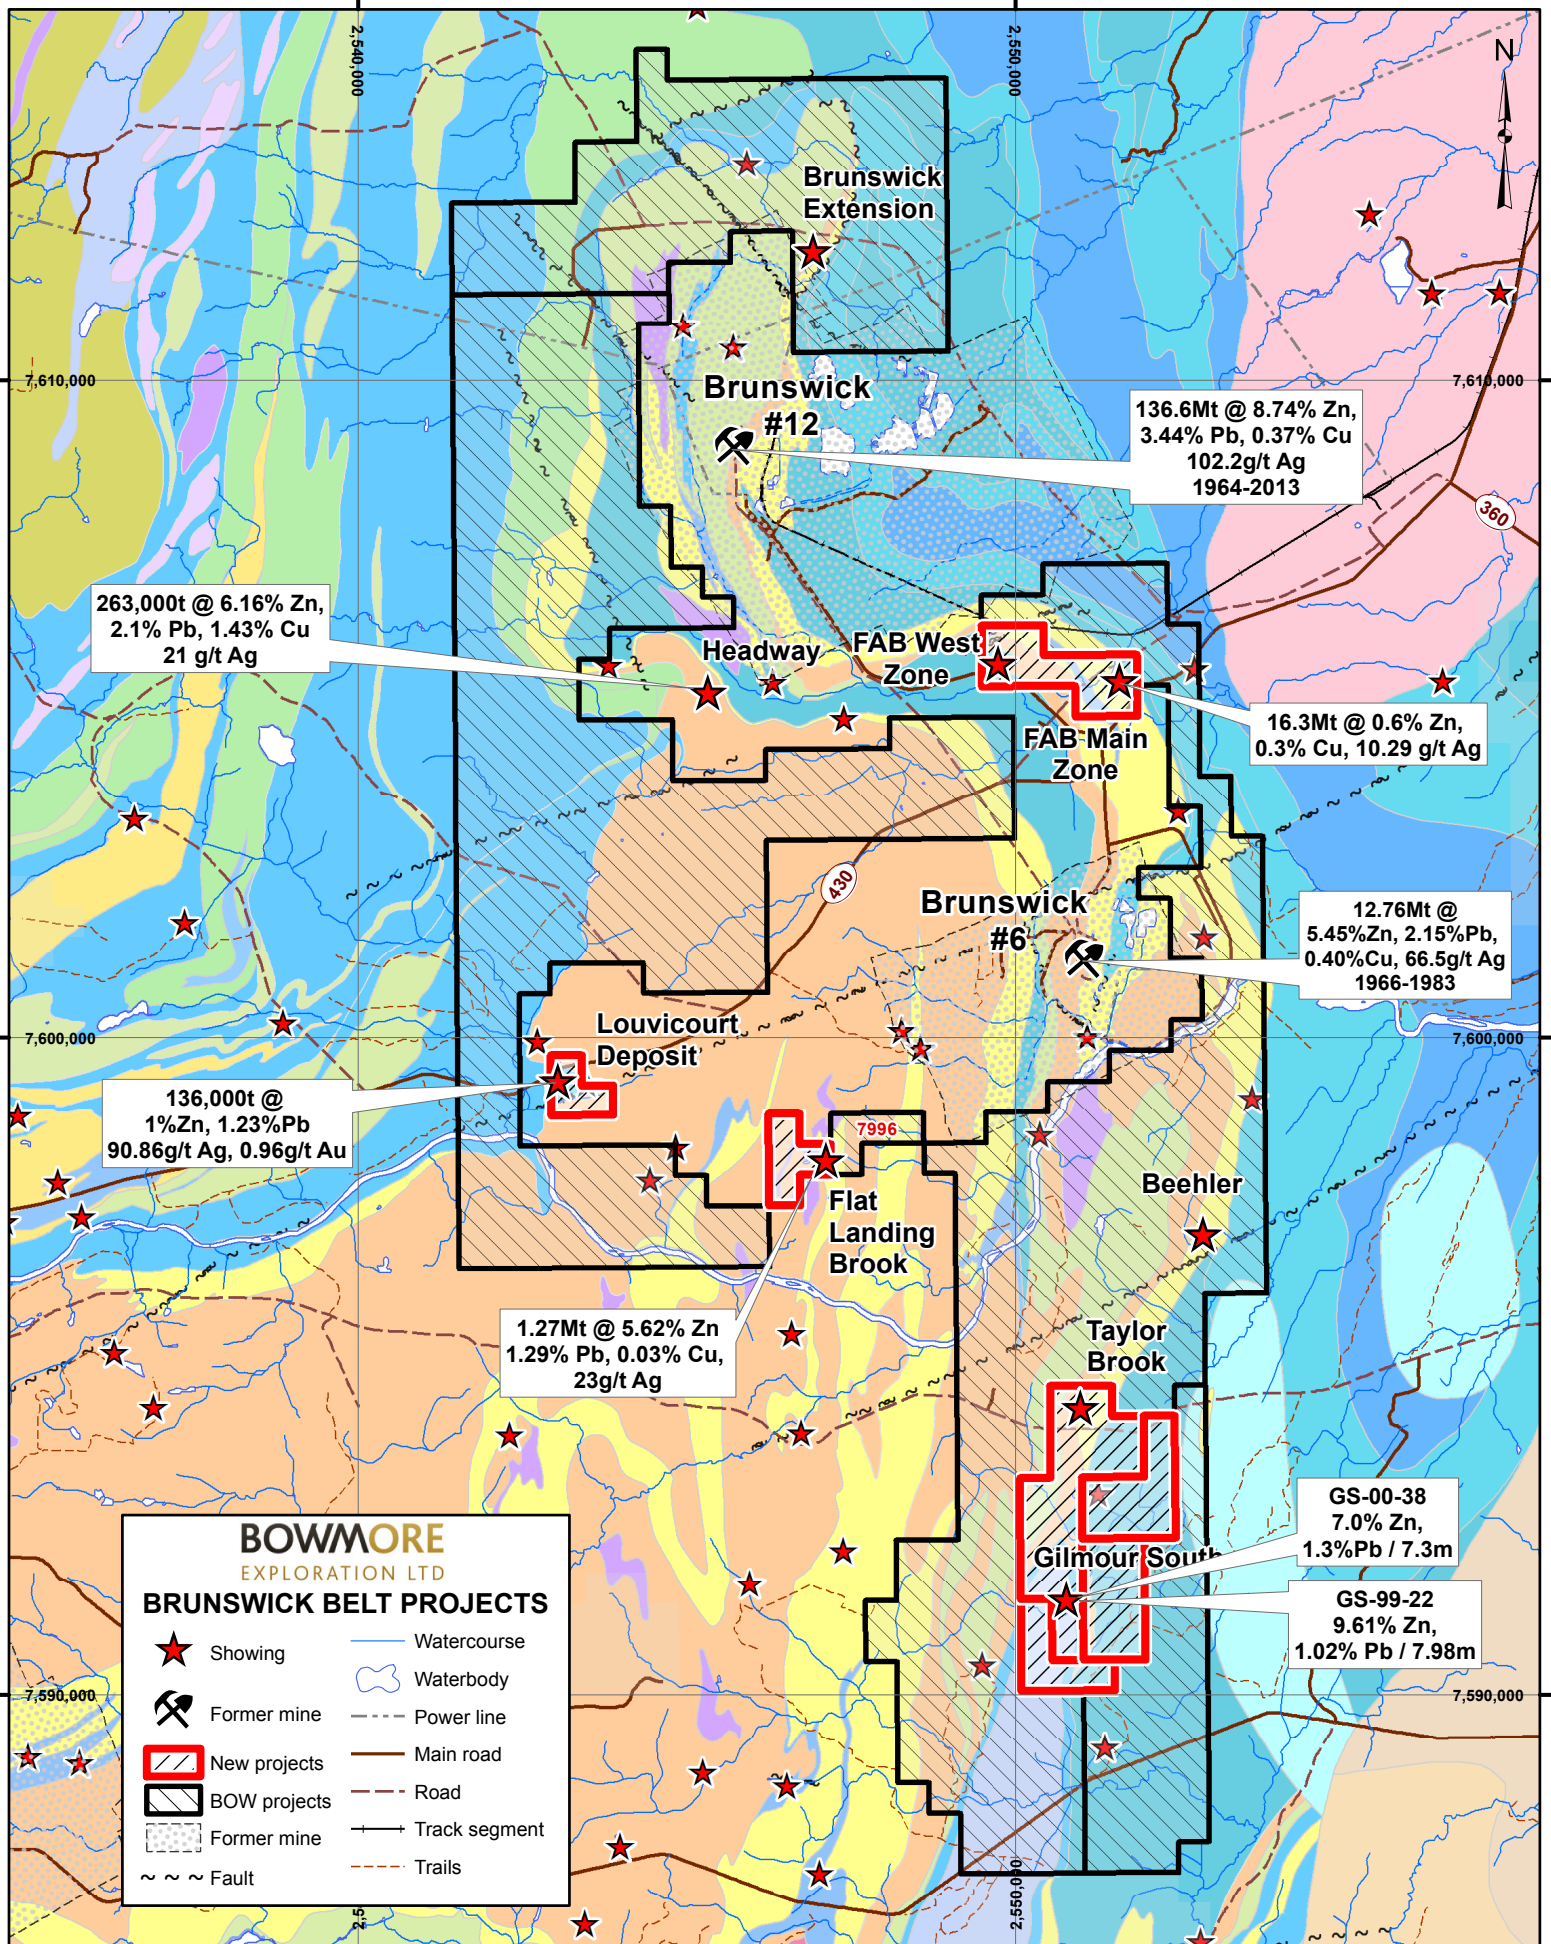 2,540,000
2,550,000
N
Brunswick
Extension
7,610,000
7,610,000
Brunswick
#12
136.6Mt @ 8.74% Zn,
3.44% Pb, 0.37% Cu
102.2g/t Ag
1964-2013
360
263,000t @ 6.16% Zn,
2.1% Pb, 1.43% Cu
21 g/t Ag
Headway
FAB West
Zone
16.3Mt @ 0.6% Zn,
0.3% Cu, 10.29 g/t Ag
FAB Main
Zone
430
Brunswick
#6
12.76Mt @
5.45%Zn, 2.15%Pb,
0.40%Cu, 66.5g/t Ag
1966-1983
Louvicourt
Deposit
7,600,000
7,600,000
136,000t @
1%Zn, 1.23%Pb
90.86g/t Ag, 0.96g/t Au
7996
Beehler
Flat
Landing
Brook
1.27Mt @ 5.62% Zn
1.29% Pb, 0.03% Cu,
23g/t Ag
Taylor
Brook
GS-00-38
7.0% Zn,
1.3%Pb / 7.3m
Gilmour South
GS-99-22
9.61% Zn,
1.02% Pb / 7.98m
7,590,000
7,590,000
BOWMORE
EXPLORATION LTD
BRUNSWICK BELT PROJECTS
Showing
Former mine
New projects
BOW projects
Former mine
Fault
Watercourse
Waterbody
Power line
Main road
Road
Track segment
Trails
2,5
2,550,000